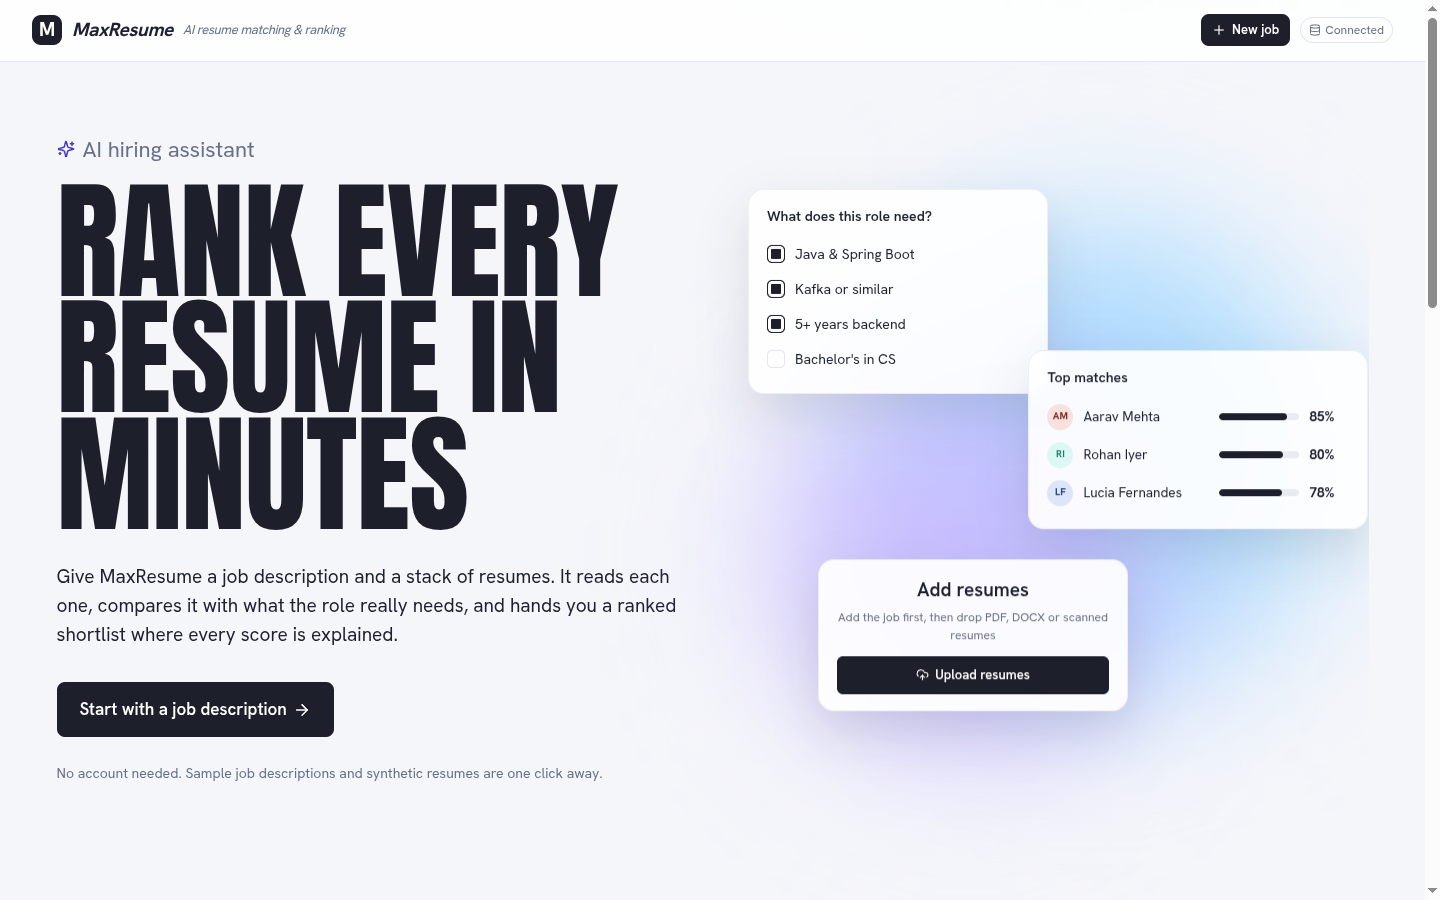 M MaxResume AI resume matching & ranking
New job
Connected
AI hiring assistant
RANK EVERY
RESUME IN
MINUTES
Give MaxResume a job description and a stack of resumes. It reads each
one, compares it with what the role really needs, and hands you a ranked
shortlist where every score is explained.
Start with a job description
No account needed. Sample job descriptions and synthetic resumes are one click away.
What does this role need?
Java & Spring Boot
Kafka or similar
5+ years backend
Bachelor's in CS
Top matches
AM Aarav Mehta 85%
RI Rohan Iyer 80%
LF Lucia Fernandes 78%
Add resumes
Add the job first, then drop PDF, DOCX or scanned
resumes
Upload resumes